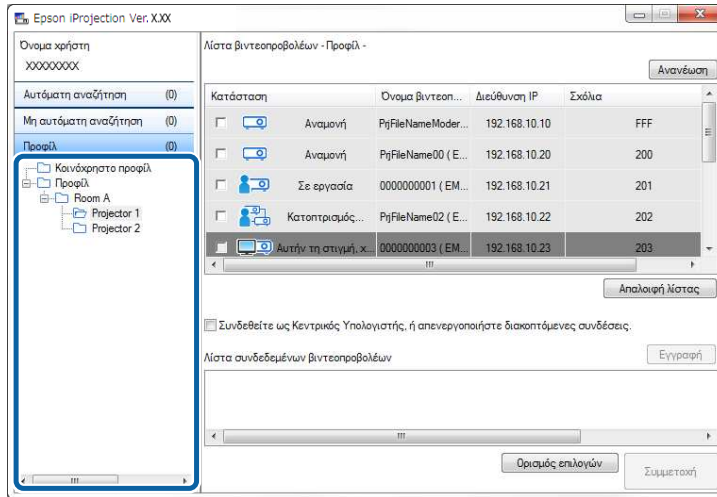 Epson iProjection Ver. X.XX
Όνομα χρήστη
XXXXXXXX
Αυτόματη αναζήτηση (0)
Μη αυτόματη αναζήτηση (0)
Προφίλ (0)
Κοινόχρηστο προφίλ
Προφίλ
Room A
Projector 1
Projector 2
Λίστα βιντεοπροβολέων - Προφίλ -
Ανανέωση
Κατάσταση Όνομα βιντεοπ... Διεύθυνση IP Σχόλια
Αναμονή PrjFileNameModer... 192.168.10.10 FFF
Αναμονή PrjFileName00 ( E... 192.168.10.20 200
Σε εργασία 0000000001 ( EM... 192.168.10.21 201
Κατοπτρισμός... PrjFileName02 ( E... 192.168.10.22 202
Αυτήν τη στιγμή, χ... 0000000003 ( EM... 192.168.10.23 203
Απαλοιφή λίστας
Συνδεθείτε ως Κεντρικός Υπολογιστής, ή απενεργοποιήστε διακοπτόμενες συνδέσεις.
Λίστα συνδεδεμένων βιντεοπροβολέων
Εγγραφή
Ορισμός επιλογών
Συμμετοχή